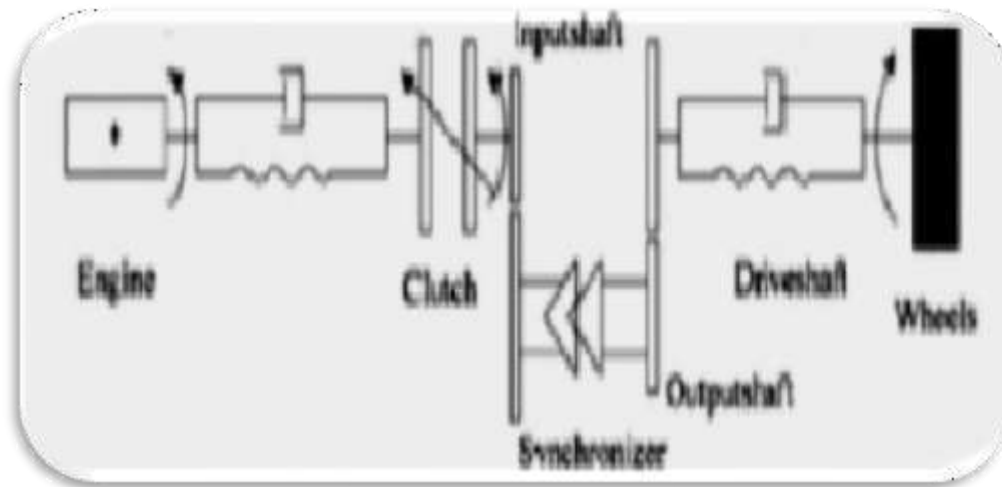 Inputshaft
Engine
Clutch
Driveshaft
Wheels
Outputshaft
Synchronizer